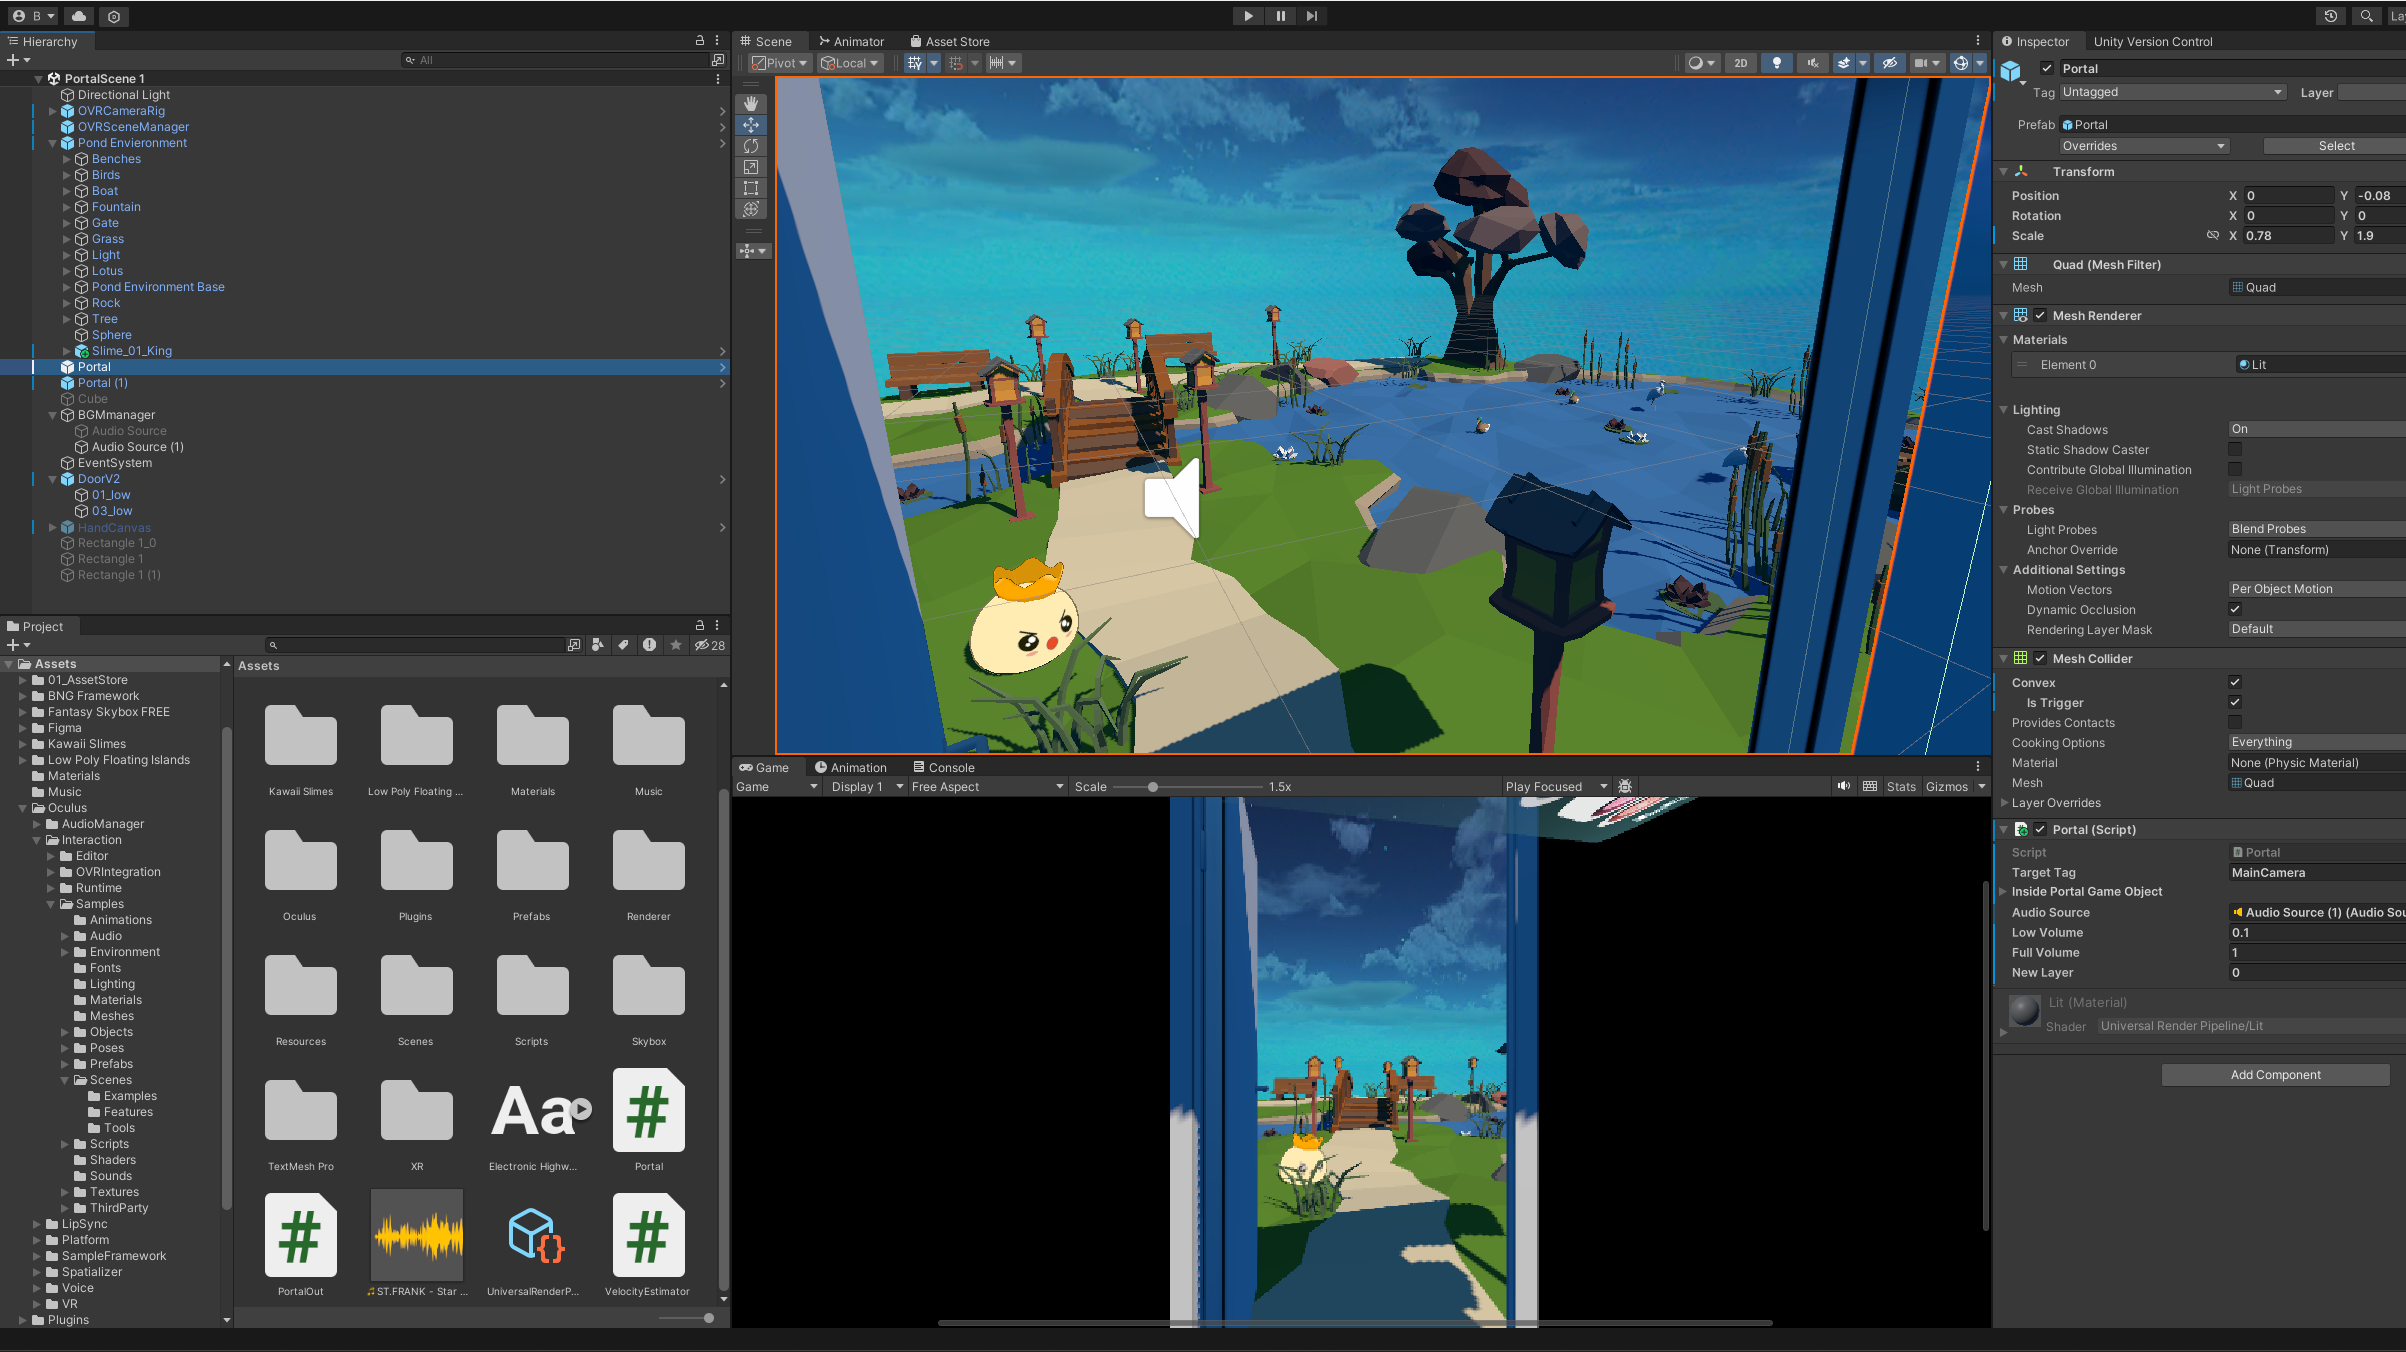 B
Hierarchy
All
PortalScene 1
Directional Light
OVRCameraRig
OVRSceneManager
Pond Envieronment
Benches
Birds
Boat
Fountain
Gate
Grass
Light
Lotus
Pond Environment Base
Rock
Tree
Sphere
Slime_01_King
Portal
Portal (1)
Cube
BGMmanager
Audio Source
Audio Source (1)
EventSystem
DoorV2
01_low
03_low
HandCanvas
Rectangle 1_0
Rectangle 1
Rectangle 1 (1)
Project
28
Assets
01_AssetStore
BNG Framework
Fantasy Skybox FREE
Figma
Kawaii Slimes
Low Poly Floating Islands
Materials
Music
Oculus
AudioManager
Interaction
Editor
OVRIntegration
Runtime
Samples
Animations
Audio
Environment
Fonts
Lighting
Materials
Meshes
Objects
Poses
Prefabs
Scenes
Examples
Features
Tools
Scripts
Shaders
Sounds
Textures
ThirdParty
LipSync
Platform
SampleFramework
Spatializer
Voice
VR
Plugins
Assets
Kawaii Slimes Low Poly Floating ... Materials Music
Oculus Plugins Prefabs Renderer
Resources Scenes Scripts Skybox
Aa #
TextMesh Pro XR Electronic Highw... Portal
# {} #
PortalOut ST.FRANK - Star ... UniversalRenderP... VelocityEstimator
Scene Animator Asset Store
Pivot Local 2D
Game Animation Console
Game Display 1 Free Aspect Scale 1.5x Play Focused Stats Gizmos
La
Inspector Unity Version Control
Portal
Tag Untagged Layer
Prefab Portal
Overrides Select
Transform
Position X 0 Y -0.08
Rotation X 0 Y 0
Scale X 0.78 Y 1.9
Quad (Mesh Filter)
Mesh Quad
Mesh Renderer
Materials
Element 0 Lit
Lighting
Cast Shadows On
Static Shadow Caster
Contribute Global Illumination
Receive Global Illumination Light Probes
Probes
Light Probes Blend Probes
Anchor Override None (Transform)
Additional Settings
Motion Vectors Per Object Motion
Dynamic Occlusion
Rendering Layer Mask Default
Mesh Collider
Convex
Is Trigger
Provides Contacts
Cooking Options Everything
Material None (Physic Material)
Mesh Quad
Layer Overrides
Portal (Script)
Script Portal
Target Tag MainCamera
Inside Portal Game Object
Audio Source Audio Source (1) (Audio Sou
Low Volume 0.1
Full Volume 1
New Layer 0
Lit (Material)
Shader Universal Render Pipeline/Lit
Add Component